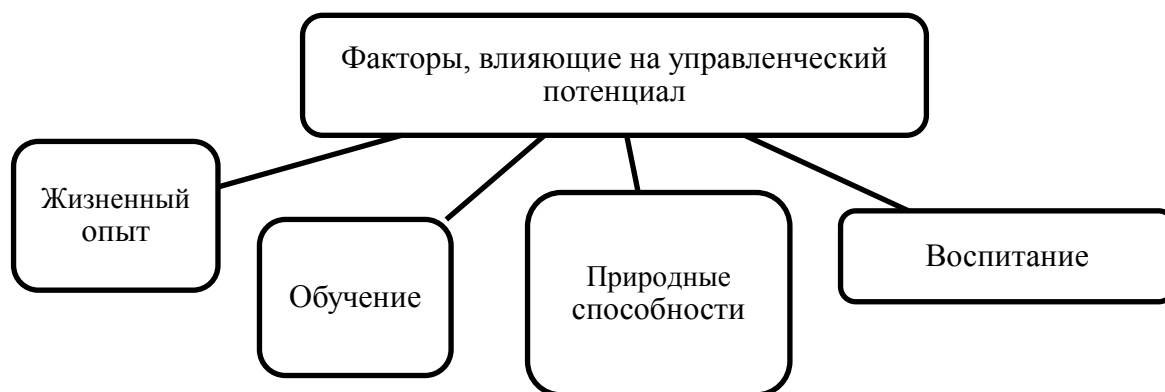 Факторы, влияющие на управленческий
потенциал
Жизненный
опыт
Обучение
Природные
способности
Воспитание